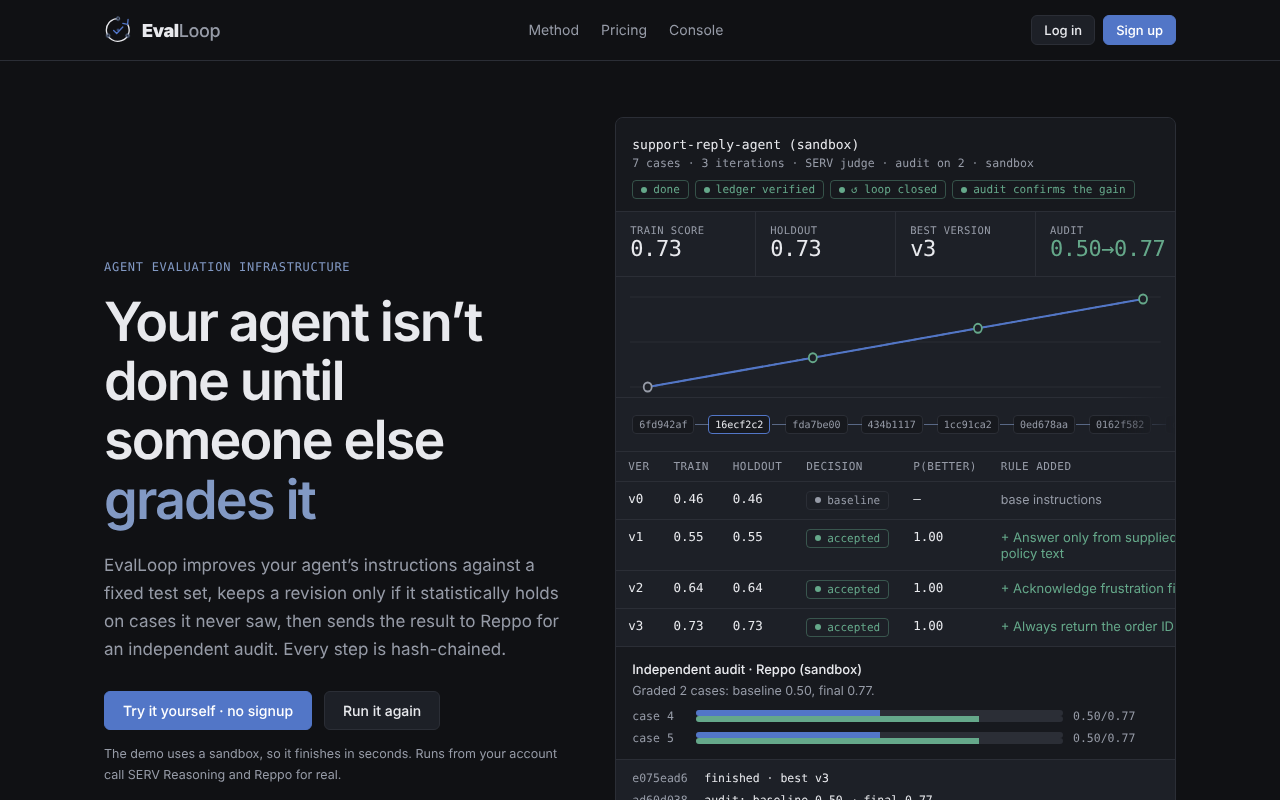 EvalLoop
Method Pricing Console
Log in Sign up
AGENT EVALUATION INFRASTRUCTURE
Your agent isn’t
done until
someone else
grades it
EvalLoop improves your agent’s instructions against a
fixed test set, keeps a revision only if it statistically holds
on cases it never saw, then sends the result to Reppo for
an independent audit. Every step is hash-chained.
Try it yourself · no signup Run it again
The demo uses a sandbox, so it finishes in seconds. Runs from your account
call SERV Reasoning and Reppo for real.
support-reply-agent (sandbox)
7 cases · 3 iterations · SERV judge · audit on 2 · sandbox
● done ● ledger verified ● ↺ loop closed ● audit confirms the gain
TRAIN SCORE HOLDOUT BEST VERSION AUDIT
0.73 0.73 v3 0.50→0.77
6fd942af 16ecf2c2 fda7be00 434b1117 1cc91ca2 0ed678aa 0162f582
VER TRAIN HOLDOUT DECISION P(BETTER) RULE ADDED
v0 0.46 0.46 ● baseline — base instructions
v1 0.55 0.55 ● accepted 1.00 + Answer only from supplied
policy text
v2 0.64 0.64 ● accepted 1.00 + Acknowledge frustration fi
v3 0.73 0.73 ● accepted 1.00 + Always return the order ID
Independent audit · Reppo (sandbox)
Graded 2 cases: baseline 0.50, final 0.77.
case 4 0.50/0.77
case 5 0.50/0.77
e075ead6 finished · best v3
ad60d038 audit: baseline 0.50 → final 0.77